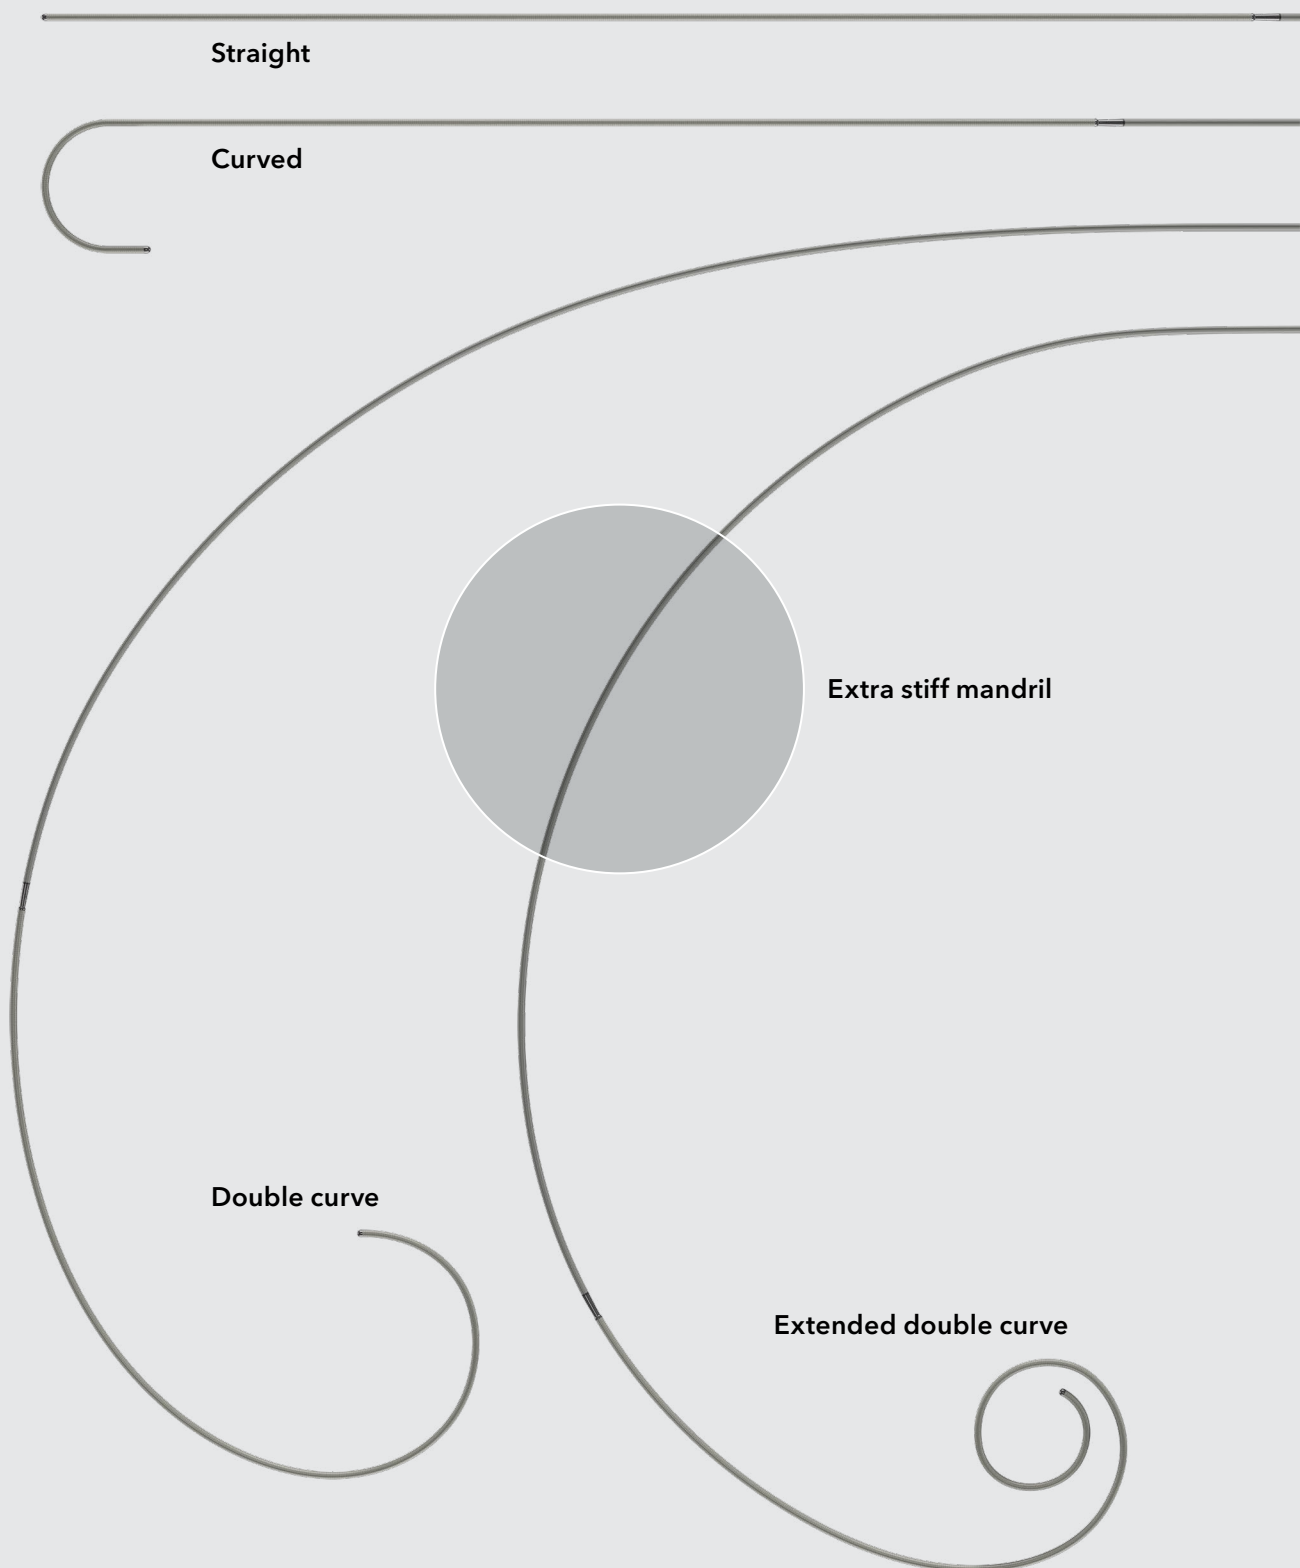 Straight
Curved
Extra stiff mandril
Double curve
Extended double curve